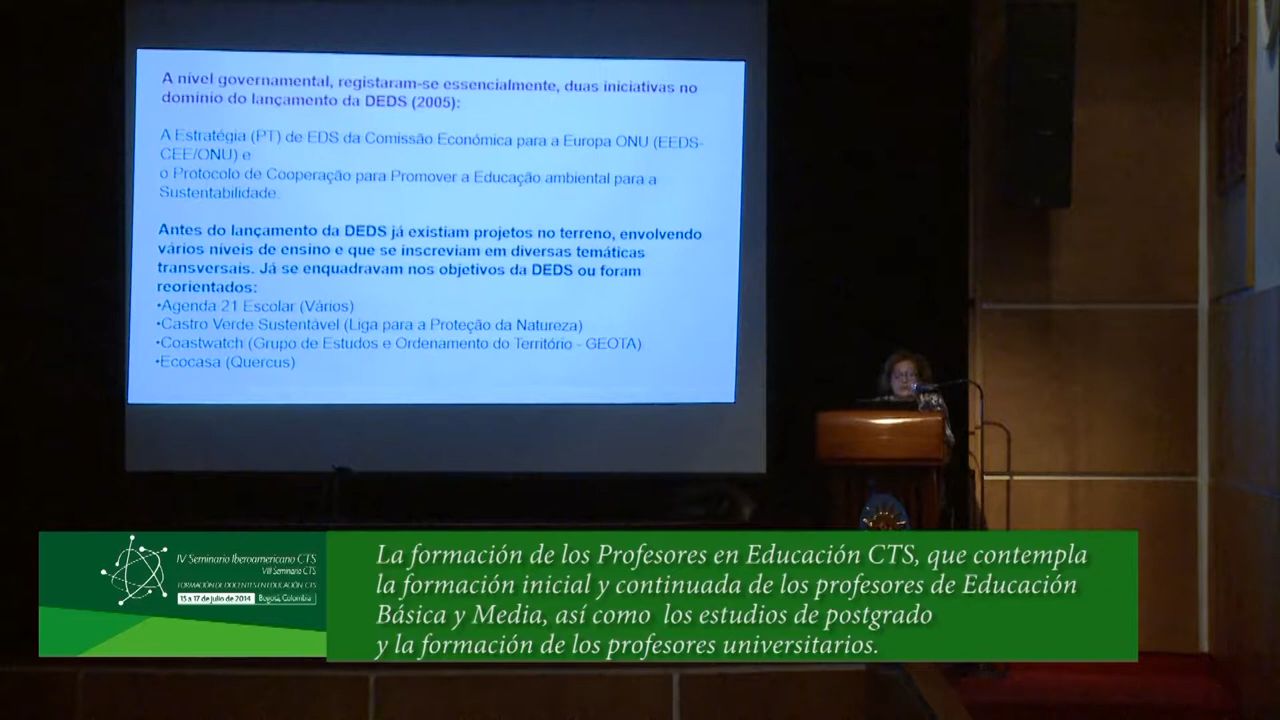 A nível governamental, registaram-se essencialmente, duas iniciativas no
domínio do lançamento da DEDS (2005):
A Estratégia (PT) de EDS da Comissão Económica para a Europa ONU (EEDS-
CEE/ONU) e
o Protocolo de Cooperação para Promover a Educação ambiental para a
Sustentabilidade.
Antes do lançamento da DEDS já existiam projetos no terreno, envolvendo
vários níveis de ensino e que se inscreviam em diversas temáticas
transversais. Já se enquadravam nos objetivos da DEDS ou foram
reorientados:
•Agenda 21 Escolar (Vários)
•Castro Verde Sustentável (Liga para a Proteção da Natureza)
•Coastwatch (Grupo de Estudos e Ordenamento do Território - GEOTA)
•Ecocasa (Quercus)
IV Seminario Iberoamericano CTS
VIII Seminario CTS
FORMACIÓN DE DOCENTES EN EDUCACIÓN CTS
15 a 17 de julio de 2014 Bogotá, Colombia
La formación de los Profesores en Educación CTS, que contempla
la formación inicial y continuada de los profesores de Educación
Básica y Media, así como los estudios de postgrado
y la formación de los profesores universitarios.